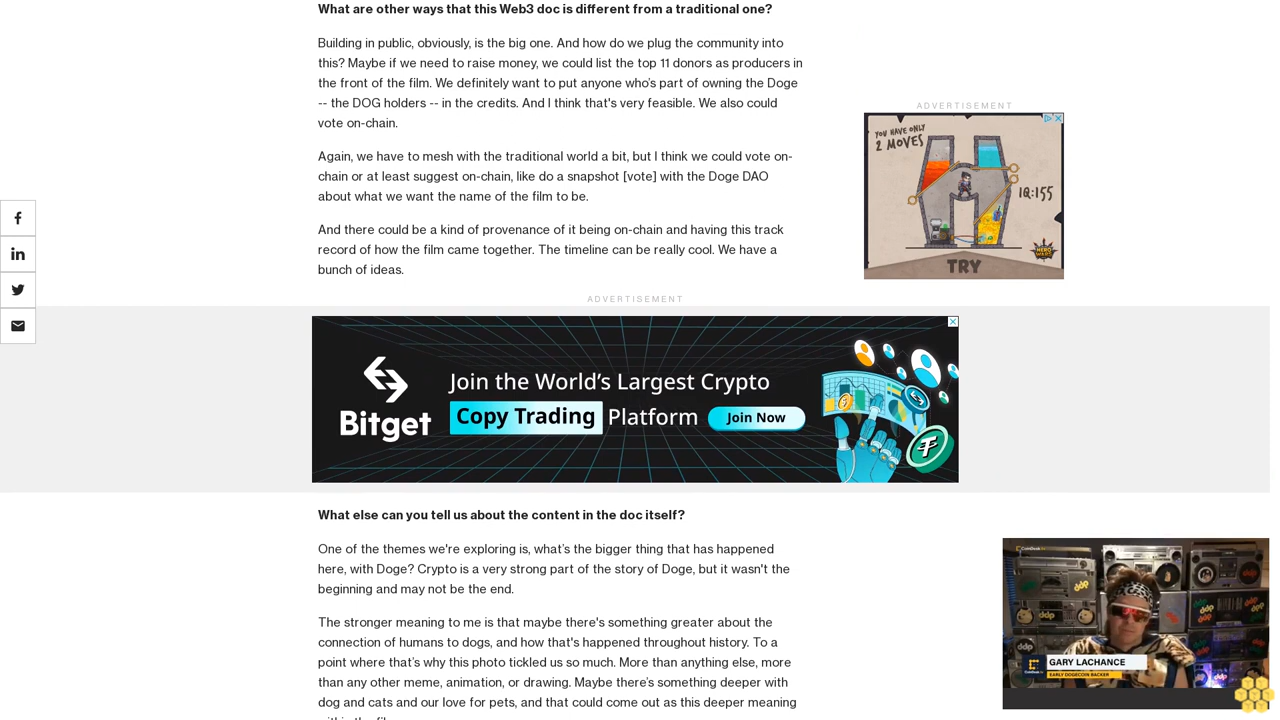 What are other ways that this Web3 doc is different from a traditional one?
Building in public, obviously, is the big one. And how do we plug the community into
this? Maybe if we need to raise money, we could list the top 11 donors as producers in
the front of the film. We definitely want to put anyone who’s part of owning the Doge
-- the DOG holders -- in the credits. And I think that's very feasible. We also could
vote on-chain.
Again, we have to mesh with the traditional world a bit, but I think we could vote on-
chain or at least suggest on-chain, like do a snapshot [vote] with the Doge DAO
about what we want the name of the film to be.
And there could be a kind of provenance of it being on-chain and having this track
record of how the film came together. The timeline can be really cool. We have a
bunch of ideas.
ADVERTISEMENT
YOU HAVE ONLY
2 MOVES
IQ:155
HERO
WARS
TRY
ADVERTISEMENT
Bitget
Join the World’s Largest Crypto
Copy Trading Platform
Join Now
What else can you tell us about the content in the doc itself?
One of the themes we're exploring is, what’s the bigger thing that has happened
here, with Doge? Crypto is a very strong part of the story of Doge, but it wasn't the
beginning and may not be the end.
The stronger meaning to me is that maybe there's something greater about the
connection of humans to dogs, and how that's happened throughout history. To a
point where that’s why this photo tickled us so much. More than anything else, more
than any other meme, animation, or drawing. Maybe there’s something deeper with
dog and cats and our love for pets, and that could come out as this deeper meaning
CoinDesk
ddp
ddp
ddp
GARY LACHANCE
EARLY DOGECOIN BACKER